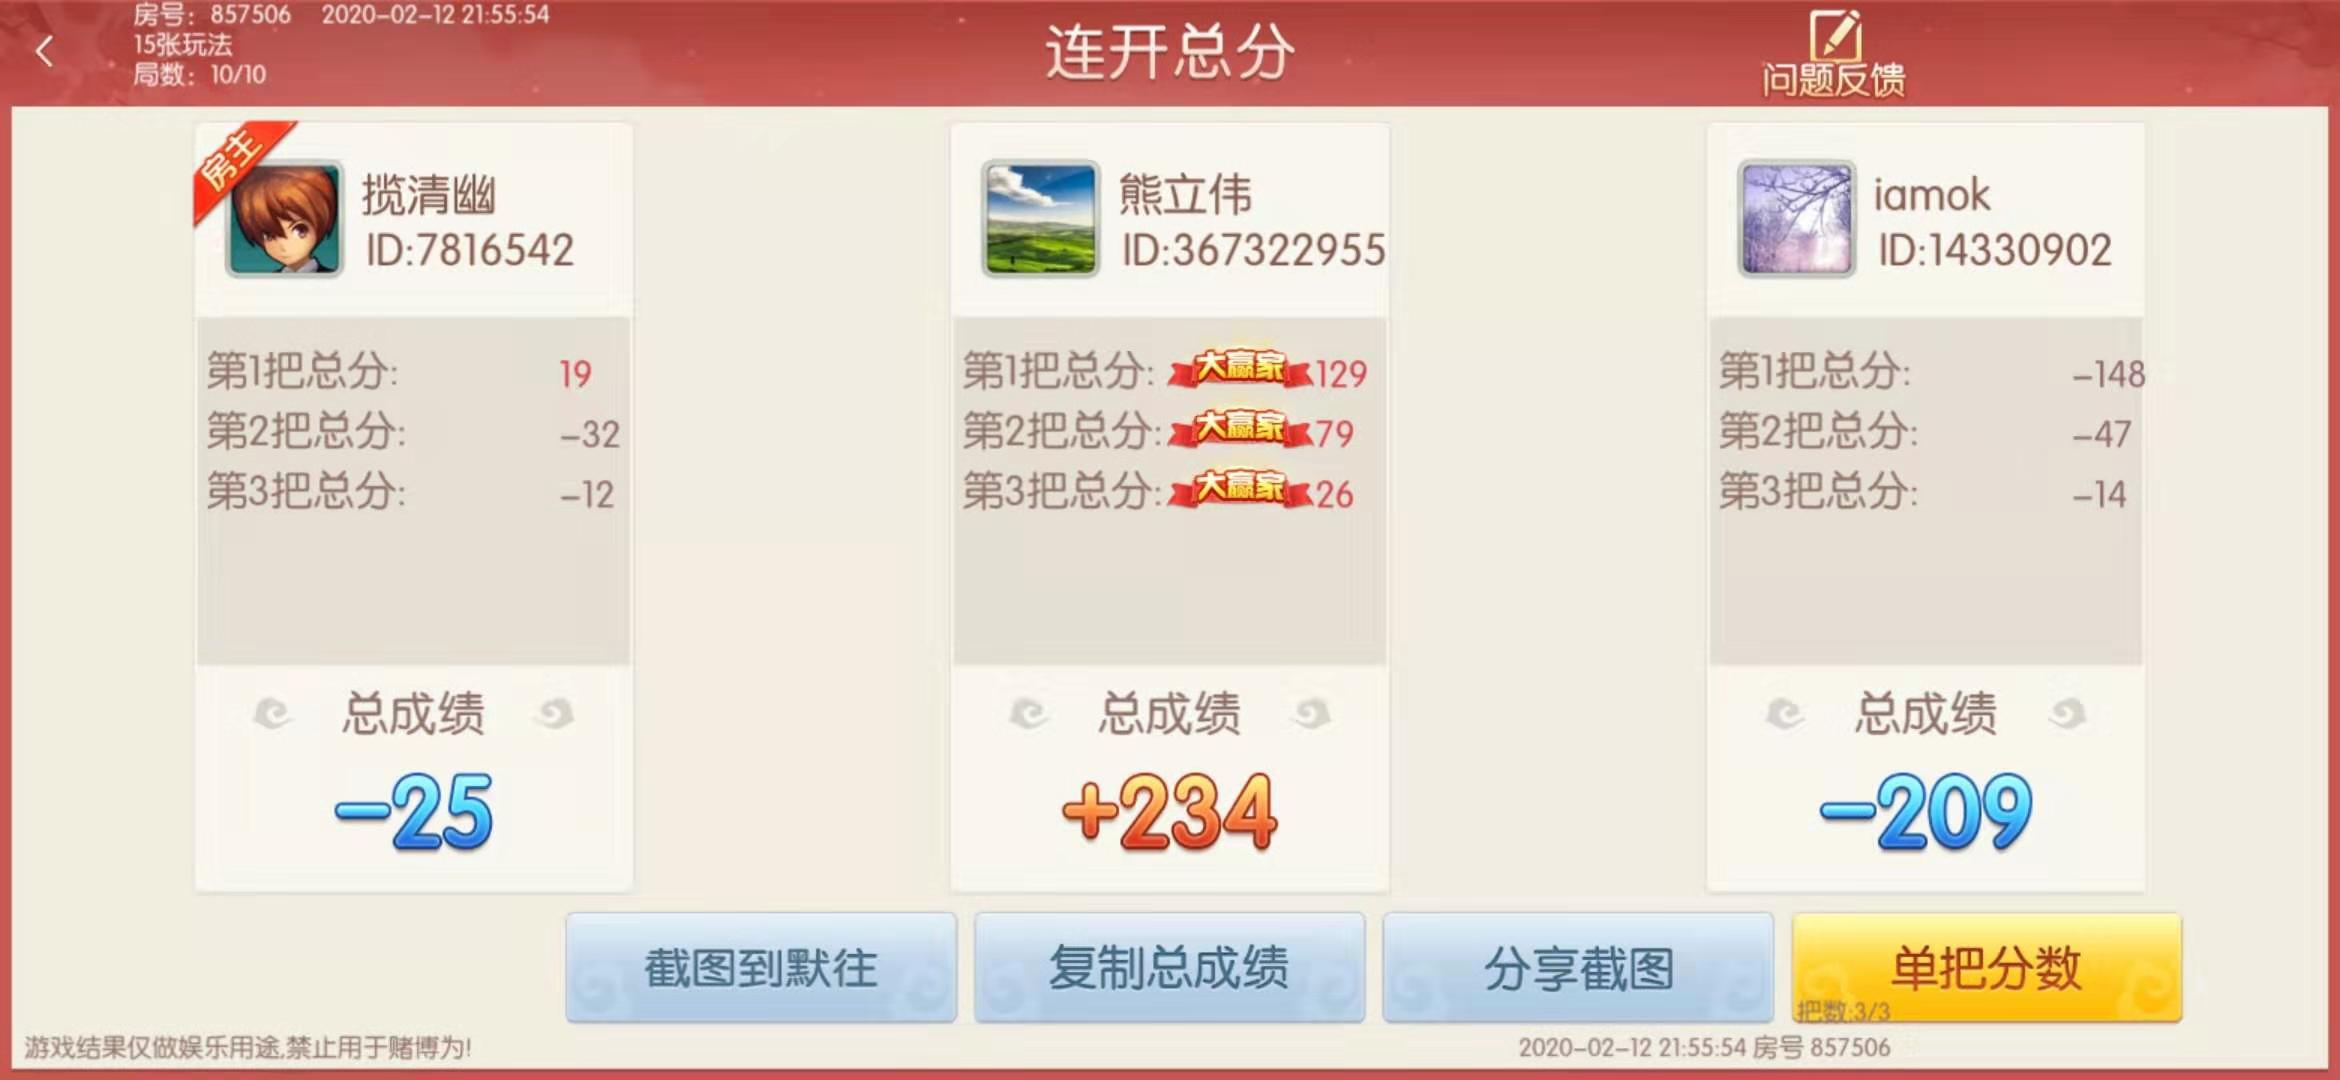 房号：857506 2020-02-12 21:55:54
15张玩法
局数：10/10
连开总分
问题反馈
房主
揽清幽
ID:7816542
第1把总分: 19
第2把总分: -32
第3把总分: -12
总成绩
-25
熊立伟
ID:367322955
第1把总分: 大赢家 129
第2把总分: 大赢家 79
第3把总分: 大赢家 26
总成绩
+234
iamok
ID:14330902
第1把总分: -148
第2把总分: -47
第3把总分: -14
总成绩
-209
截图到默往
复制总成绩
分享截图
单把分数
把数:3/3
游戏结果仅做娱乐用途,禁止用于赌博为!
2020-02-12 21:55:54 房号 857506